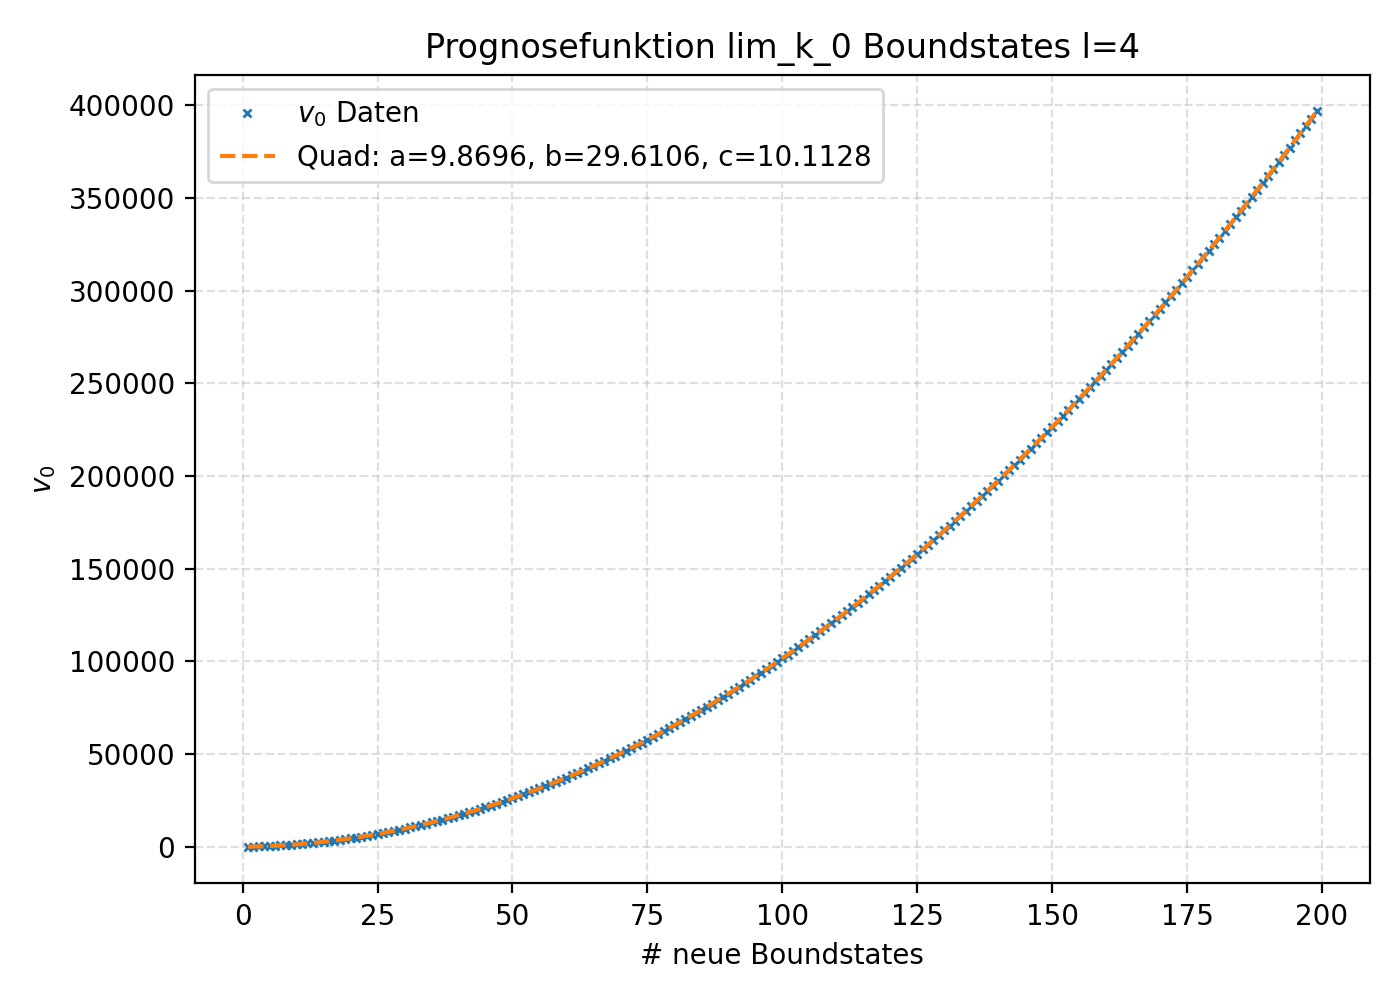 Prognosefunktion lim_k_0 Boundstates l=4
v₀ Daten
Quad: a=9.8696, b=29.6106, c=10.1128
400000
350000
300000
250000
200000
150000
100000
50000
0
v₀
0 25 50 75 100 125 150 175 200
# neue Boundstates